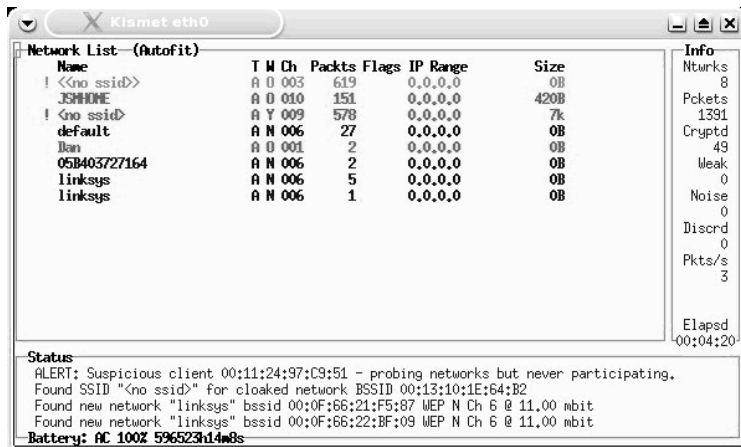 Kismet eth0
Network List—(Autofit)
Name T W Ch Packts Flags IP Range Size
! <<no ssid>> A O 003 619 0.0.0.0 0B
JSMHOME A O 010 151 0.0.0.0 420B
! <no ssid> A Y 009 578 0.0.0.0 7k
default A N 006 27 0.0.0.0 0B
Dan A O 001 2 0.0.0.0 0B
05B403727164 A N 006 2 0.0.0.0 0B
linksys A N 006 5 0.0.0.0 0B
linksys A N 006 1 0.0.0.0 0B
Info
Ntwrks
8
Pckets
1391
Cryptd
49
Weak
0
Noise
0
Discrd
0
Pkts/s
3
Elapsd
00:04:20
Status
ALERT: Suspicious client 00:11:24:97:C9:51 - probing networks but never participating.
Found SSID "<no ssid>" for cloaked network BSSID 00:13:10:1E:64:B2
Found new network "linksys" bssid 00:0F:66:21:F5:87 WEP N Ch 6 @ 11.00 mbit
Found new network "linksys" bssid 00:0F:66:22:BF:09 WEP N Ch 6 @ 11.00 mbit
Battery: AC 100% 596523h14m8s